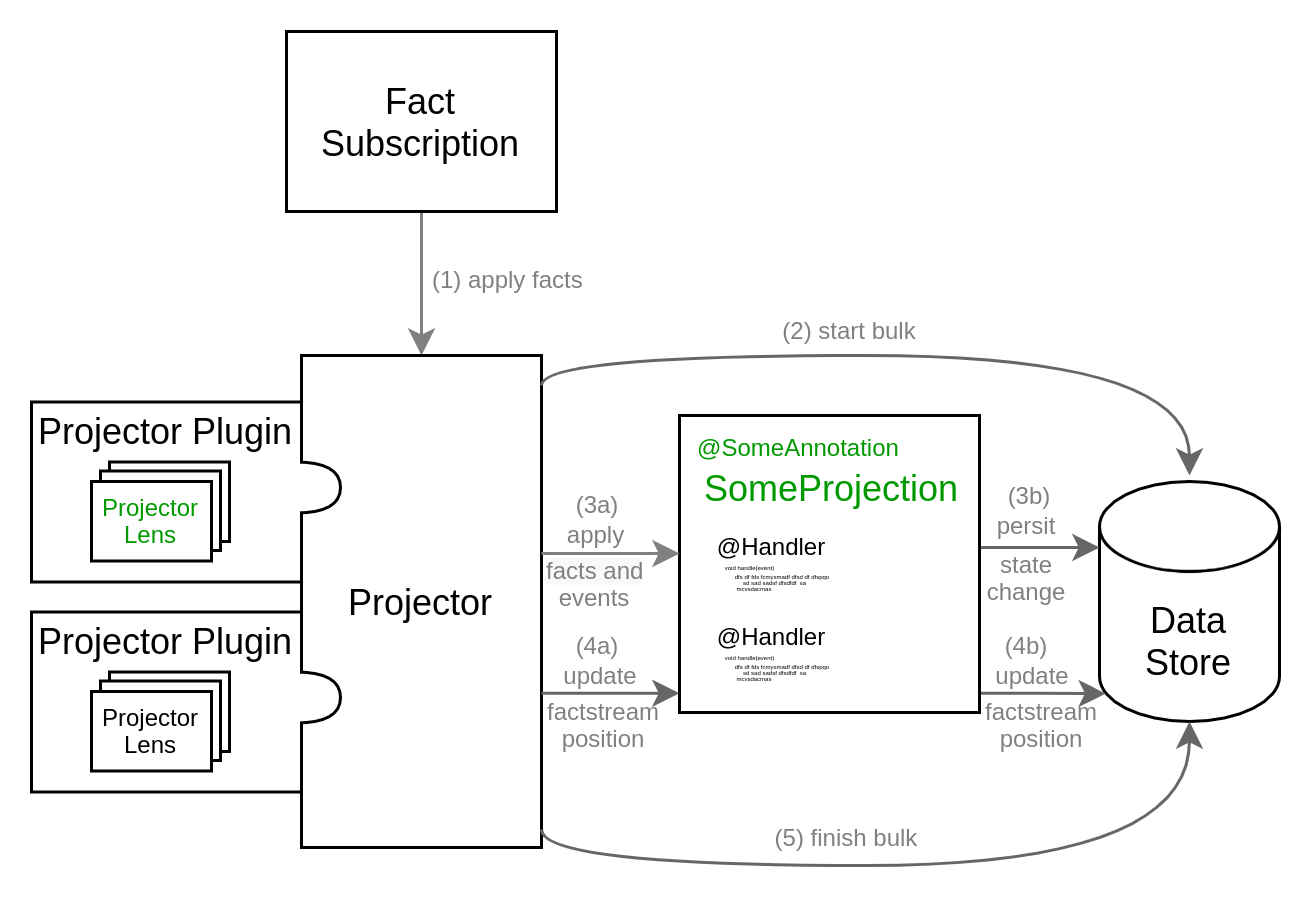 Fact
Subscription
(1) apply facts
(2) start bulk
Projector Plugin
Projector
Lens
Projector Plugin
Projector
Lens
Projector
(3a)
apply
facts and
events
(4a)
update
factstream
position
@SomeAnnotation
SomeProjection
@Handler
void handle(event)
dfs df fds fcmyxmadf dfsd df dfspqo
sd sad sadsf dfsdfdf sa
mcvsdacmas
@Handler
void handle(event)
dfs df fds fcmyxmadf dfsd df dfspqo
sd sad sadsf dfsdfdf sa
mcvsdacmas
(3b)
persit
state
change
(4b)
update
factstream
position
Data
Store
(5) finish bulk